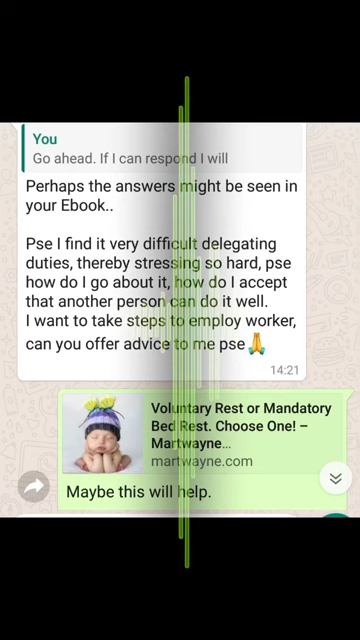 You
Go ahead. If I can respond I will
Perhaps the answers might be seen in
your Ebook..
Pse I find it very difficult delegating
duties, thereby stressing so hard, pse
how do I go about it, how do I accept
that another person can do it well.
I want to take steps to employ worker,
can you offer advice to me pse🙏
14:21
Voluntary Rest or Mandatory
Bed Rest. Choose One! –
Martwayne...
martwayne.com
Maybe this will help.